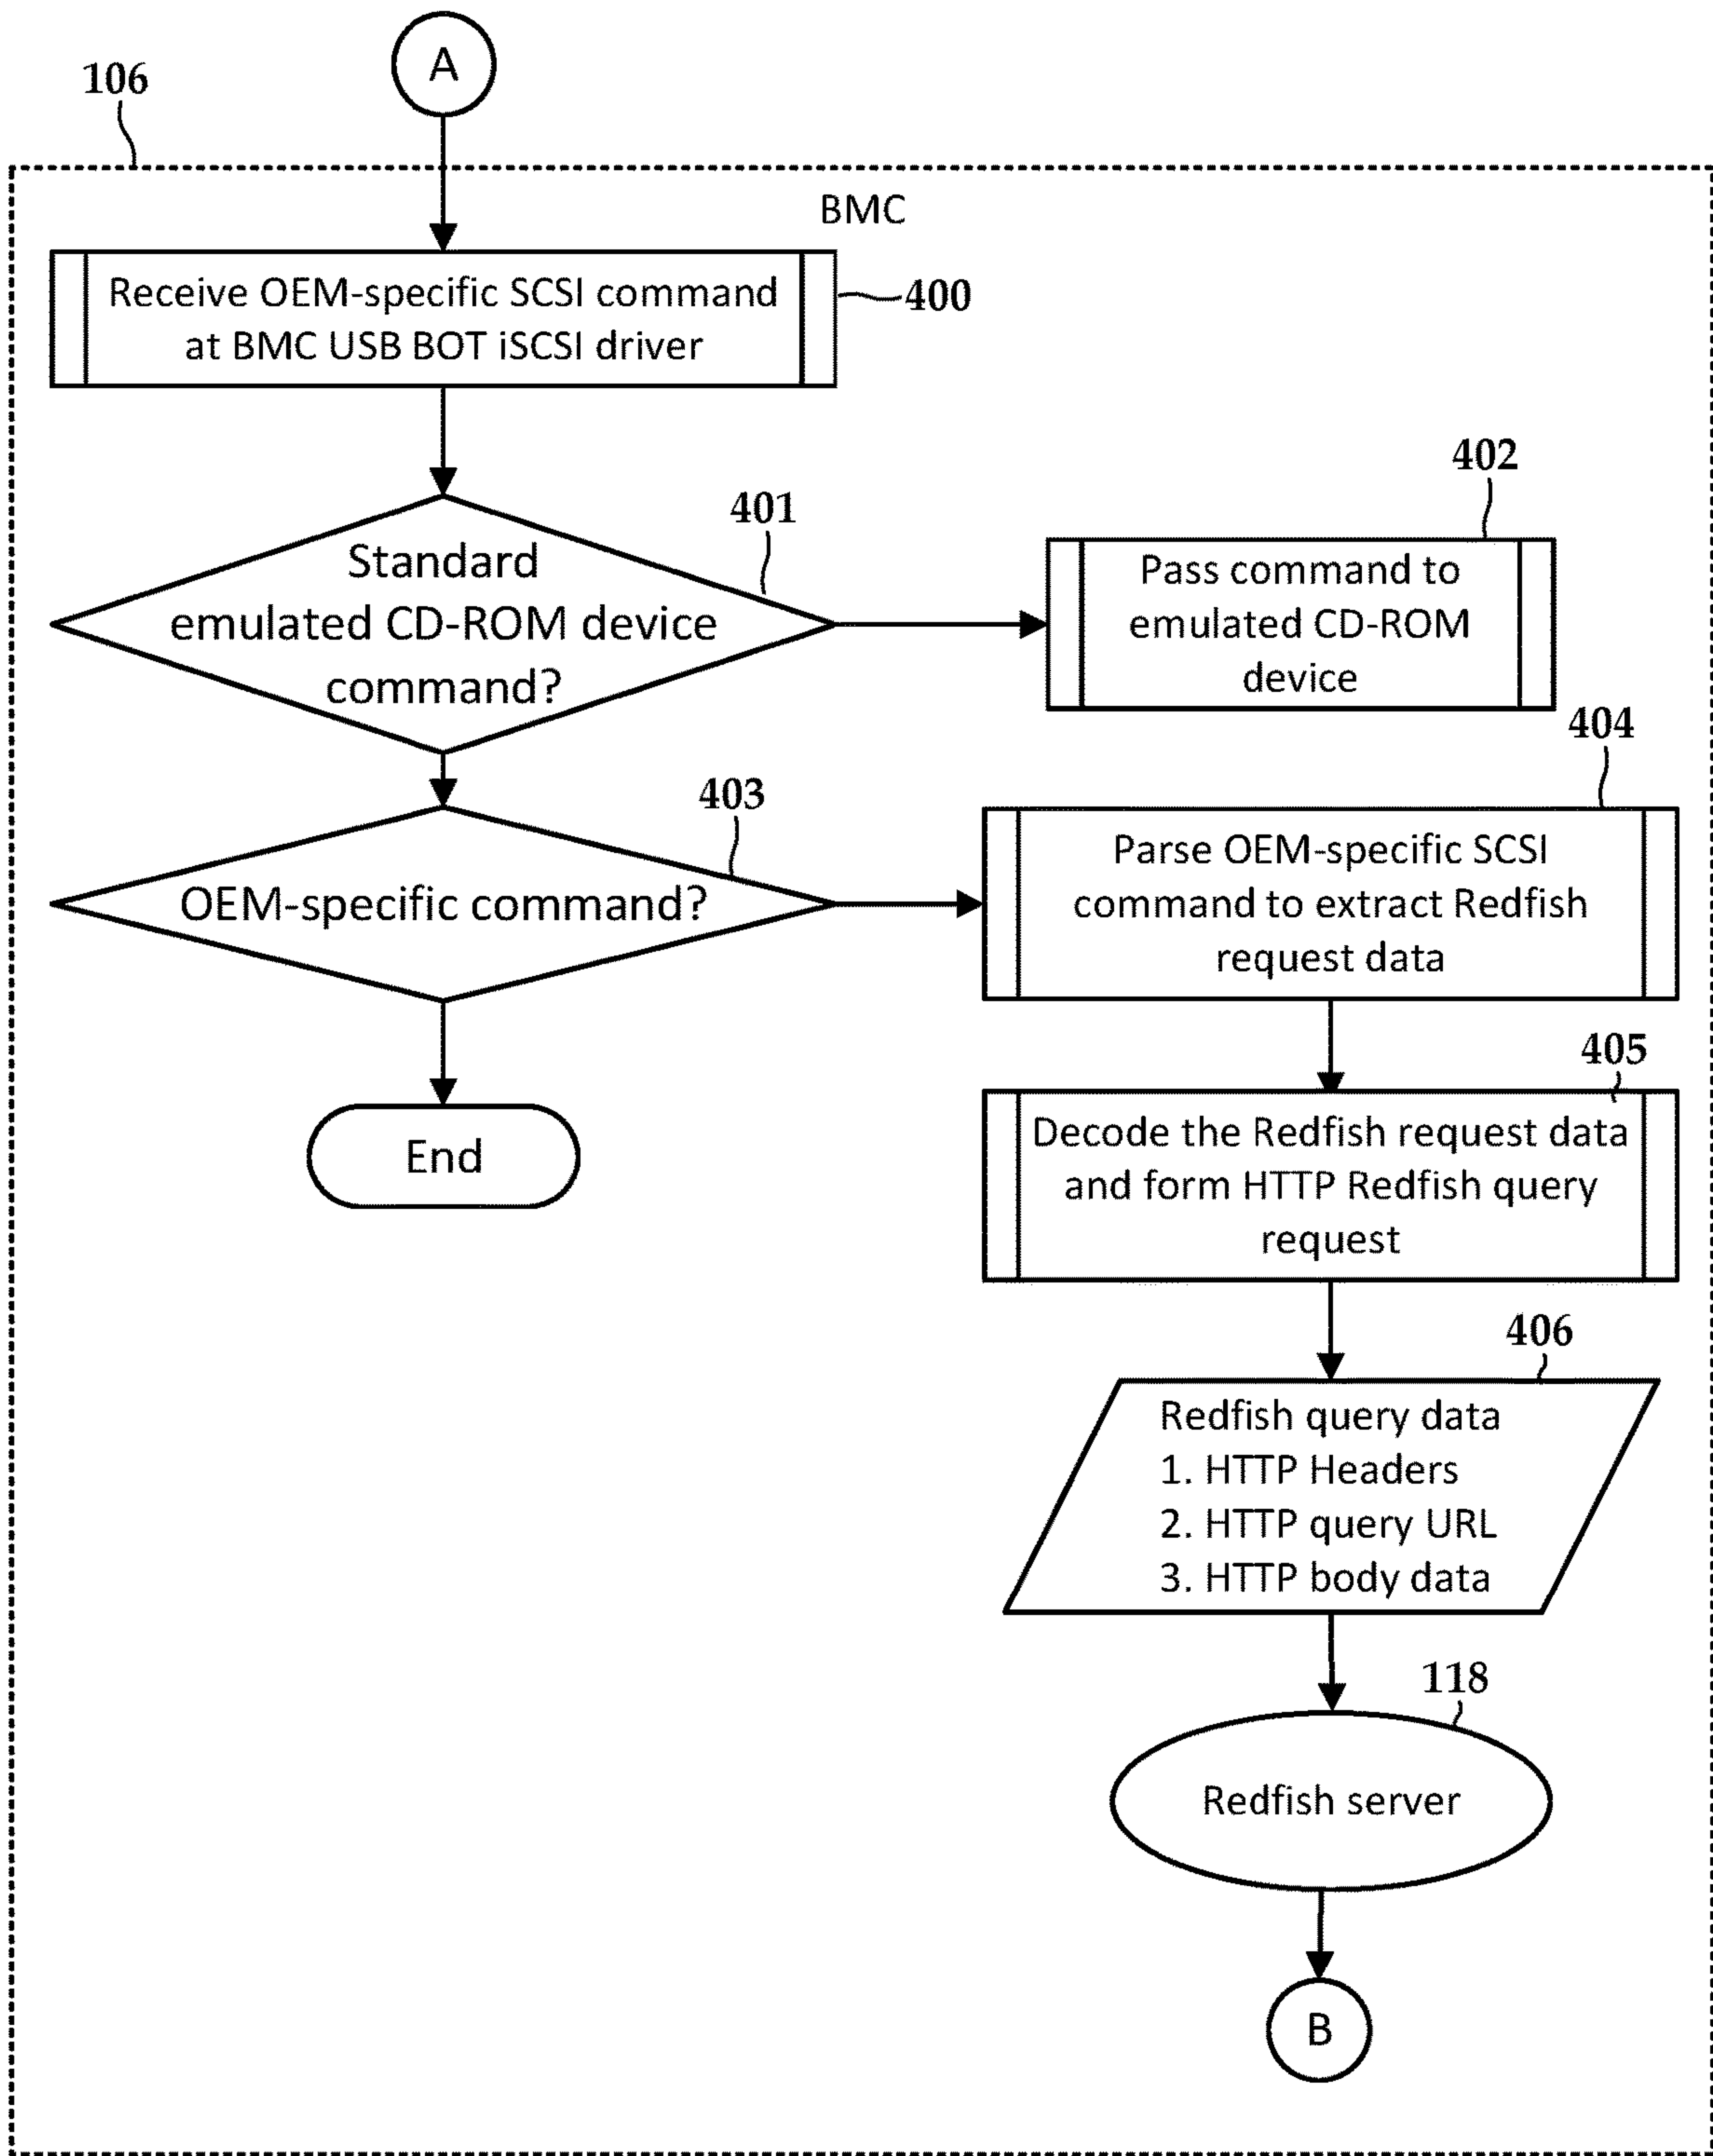 A
106
BMC
Receive OEM-specific SCSI command
at BMC USB BOT iSCSI driver
400
401
Standard
emulated CD-ROM device
command?
402
Pass command to
emulated CD-ROM
device
403
OEM-specific command?
404
Parse OEM-specific SCSI
command to extract Redfish
request data
End
405
Decode the Redfish request data
and form HTTP Redfish query
request
406
Redfish query data
1. HTTP Headers
2. HTTP query URL
3. HTTP body data
118
Redfish server
B